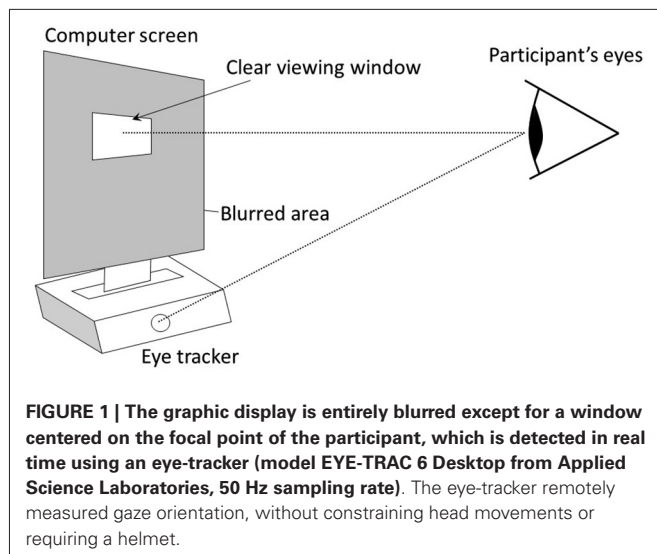 Computer screen
Clear viewing window
Participant's eyes
Blurred area
Eye tracker
FIGURE 1 | The graphic display is entirely blurred except for a window
centered on the focal point of the participant, which is detected in real
time using an eye-tracker (model EYE-TRAC 6 Desktop from Applied
Science Laboratories, 50 Hz sampling rate). The eye-tracker remotely
measured gaze orientation, without constraining head movements or
requiring a helmet.